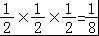 1/2 × 1/2 × 1/2 = 1/8